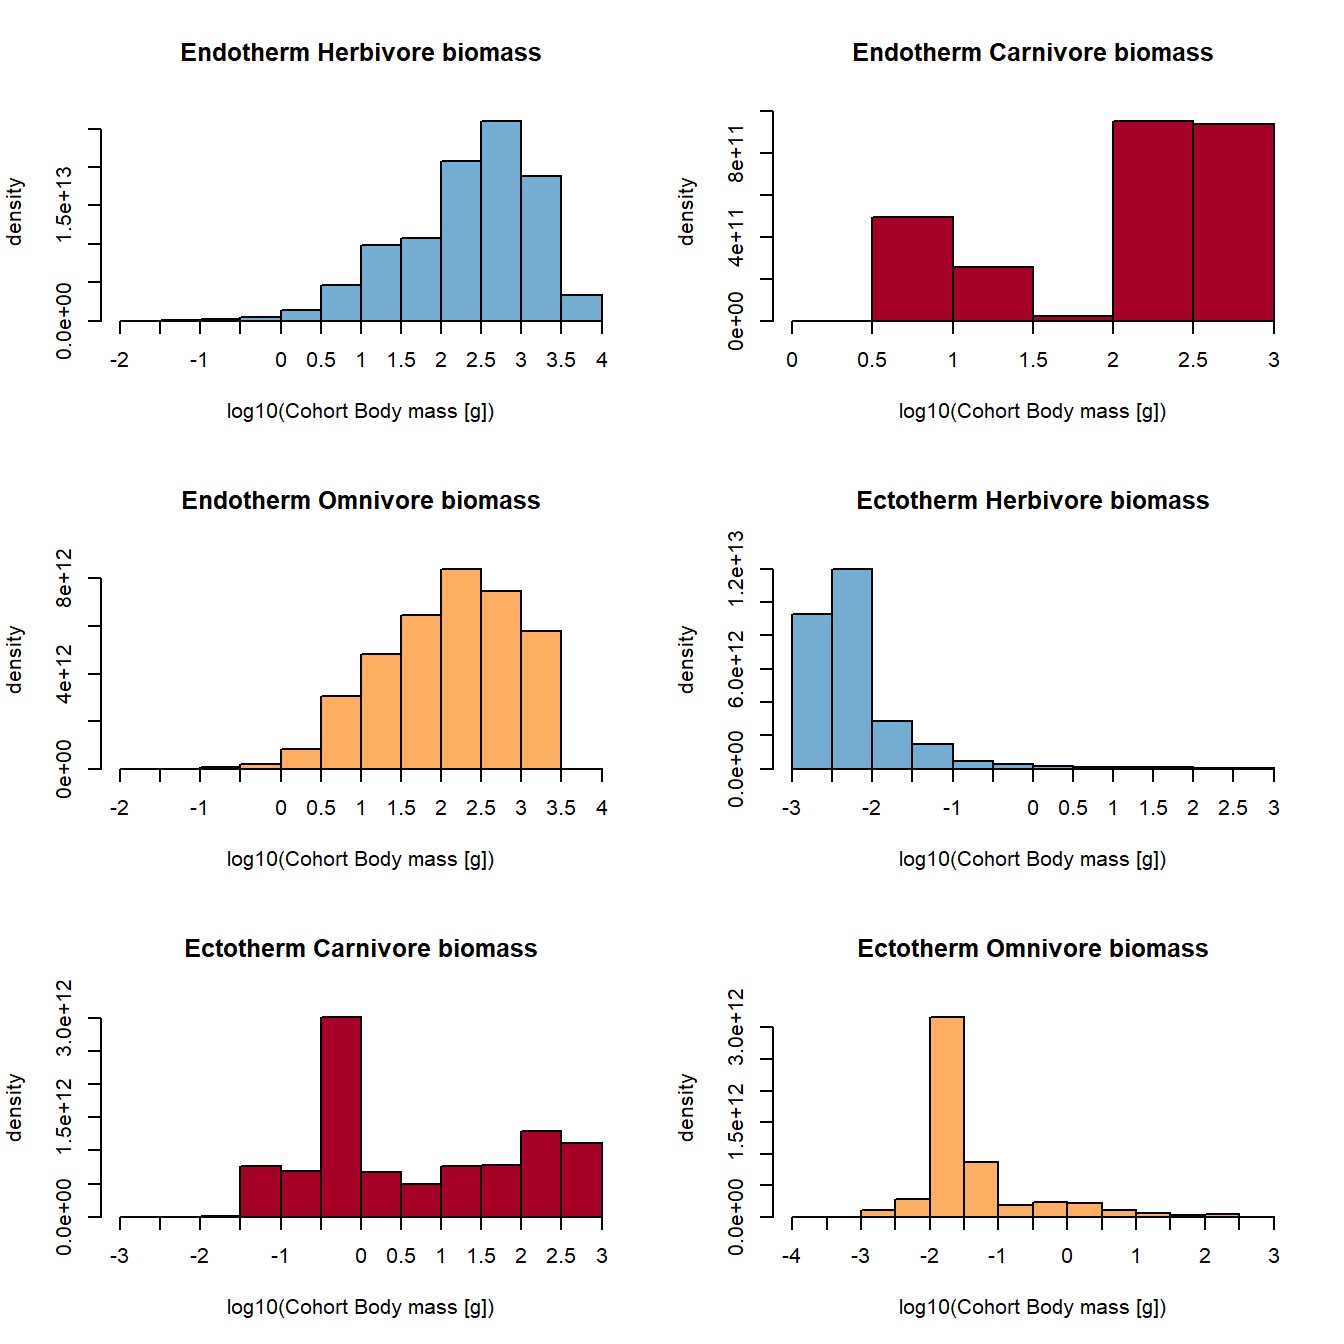 Endotherm Herbivore biomass
density
0.0e+00 1.5e+13
-2 -1 0 0.5 1 1.5 2 2.5 3 3.5 4
log10(Cohort Body mass [g])
Endotherm Carnivore biomass
density
0e+00 4e+11 8e+11
0 0.5 1 1.5 2 2.5 3
log10(Cohort Body mass [g])
Endotherm Omnivore biomass
density
0e+00 4e+12 8e+12
-2 -1 0 0.5 1 1.5 2 2.5 3 3.5 4
log10(Cohort Body mass [g])
Ectotherm Herbivore biomass
density
0.0e+00 6.0e+12 1.2e+13
-3 -2 -1 0 0.5 1 1.5 2 2.5 3
log10(Cohort Body mass [g])
Ectotherm Carnivore biomass
density
0.0e+00 1.5e+12 3.0e+12
-3 -2 -1 0 0.5 1 1.5 2 2.5 3
log10(Cohort Body mass [g])
Ectotherm Omnivore biomass
density
0.0e+00 1.5e+12 3.0e+12
-4 -3 -2 -1 0 1 2 3
log10(Cohort Body mass [g])